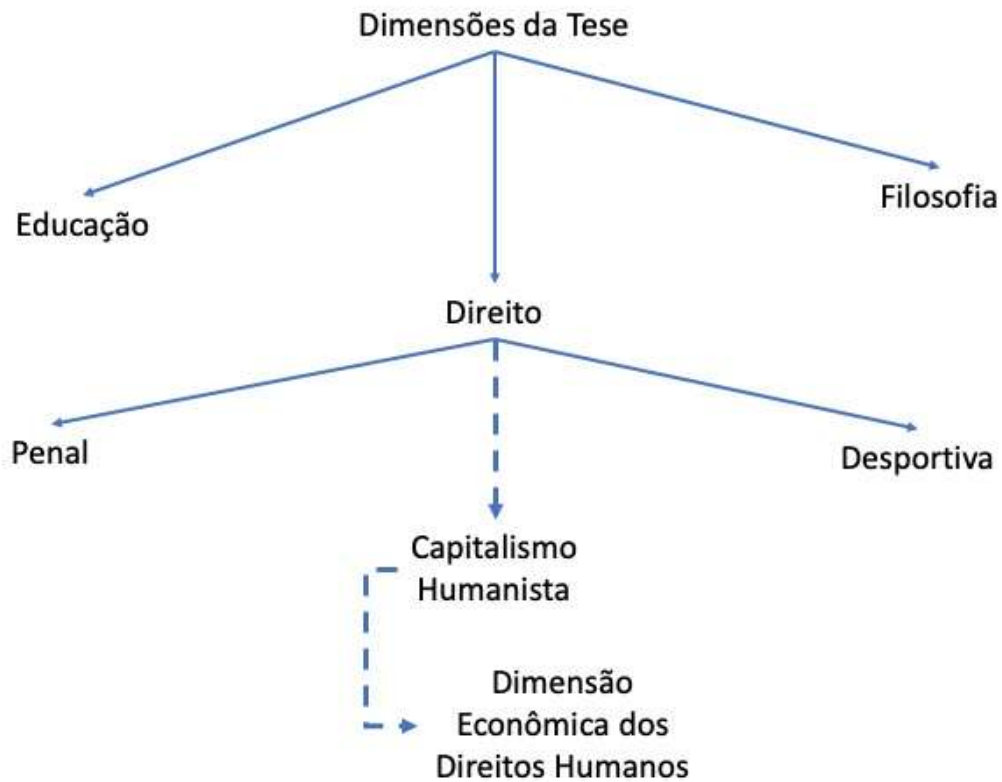 Dimensões da Tese
Educação
Filosofia
Direito
Penal
Desportiva
Capitalismo
Humanista
Dimensão
Econômica dos
Direitos Humanos